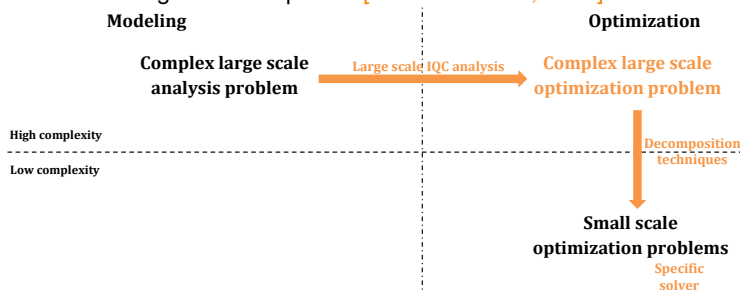 Modeling
Optimization
Complex large scale
analysis problem
Large scale IQC analysis
Complex large scale
optimization problem
High complexity
Low complexity
Decomposition
techniques
Small scale
optimization problems
Specific
solver